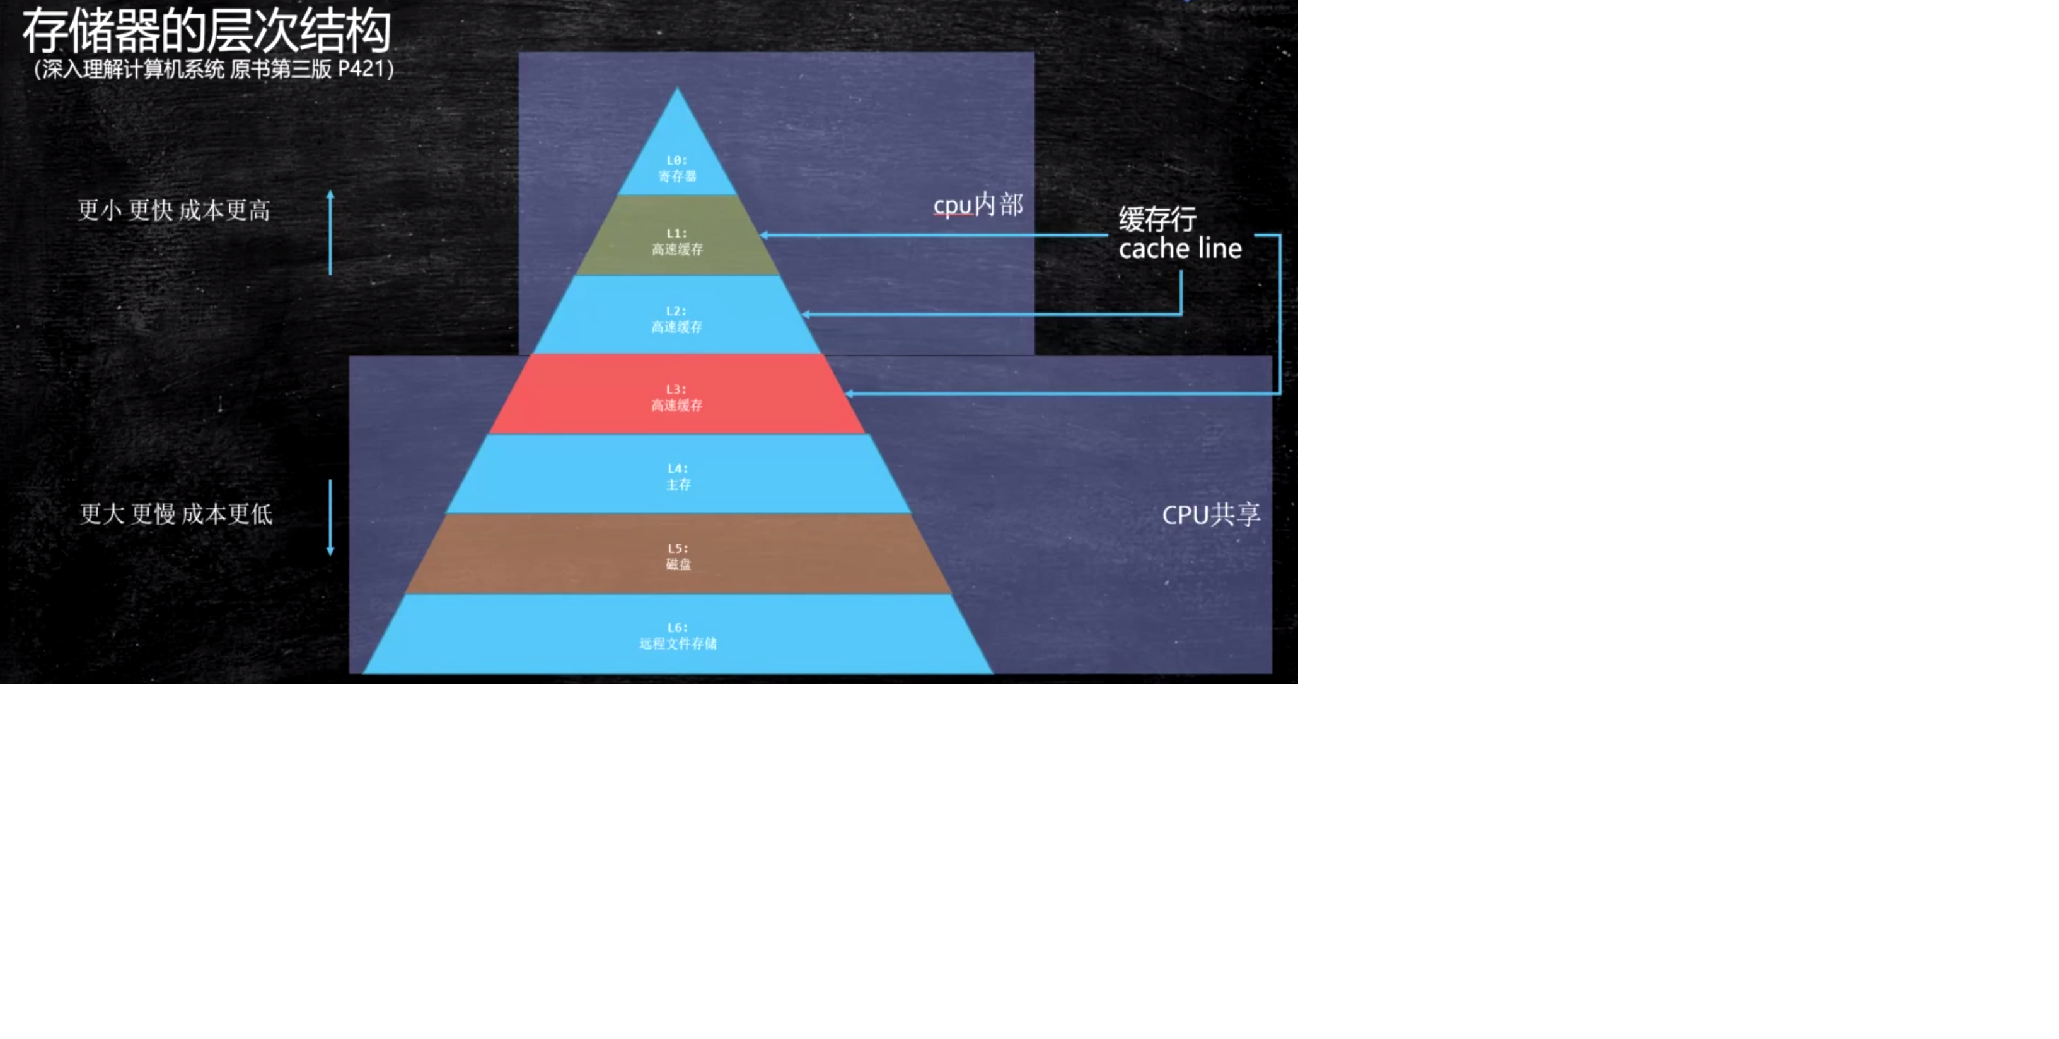 存储器的层次结构
(深入理解计算机系统 原书第三版 P421)
L0:
寄存器
更小 更快 成本更高
cpu内部
缓存行
cache line
L1:
高速缓存
L2:
高速缓存
L3:
高速缓存
L4:
主存
更大 更慢 成本更低
CPU共享
L5:
磁盘
L6:
远程文件存储